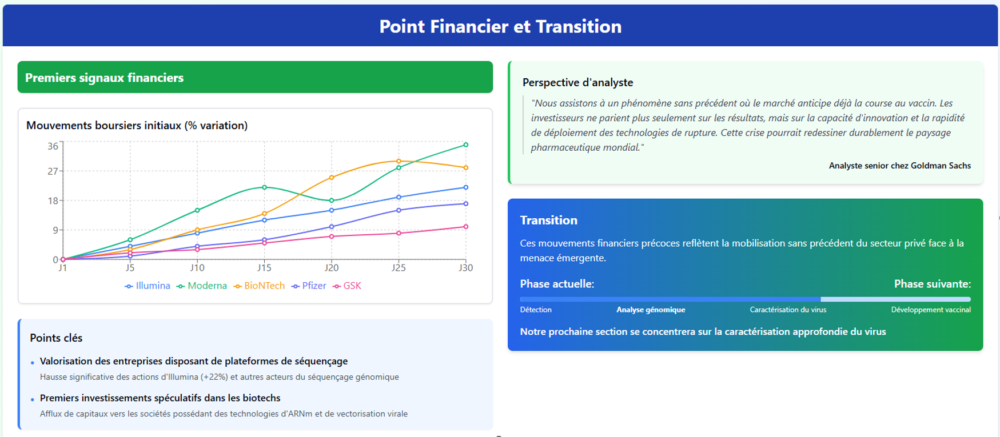 Point Financier et Transition
Premiers signaux financiers
Mouvements boursiers initiaux (% variation)
36
27
18
9
0
J1 J5 J10 J15 J20 J25 J30
Illumina Moderna BioNTech Pfizer GSK
Points clés
Valorisation des entreprises disposant de plateformes de séquençage
Hausse significative des actions d'Illumina (+22%) et autres acteurs du séquençage génomique
Premiers investissements spéculatifs dans les biotechs
Afflux de capitaux vers les sociétés possédant des technologies d'ARNm et de vectorisation virale
Perspective d'analyste
"Nous assistons à un phénomène sans précédent où le marché anticipe déjà la course au vaccin. Les
investisseurs ne parient plus seulement sur les résultats, mais sur la capacité d'innovation et la rapidité
de déploiement des technologies de rupture. Cette crise pourrait redessiner durablement le paysage
pharmaceutique mondial."
Analyste senior chez Goldman Sachs
Transition
Ces mouvements financiers précoces reflètent la mobilisation sans précédent du secteur privé face à la
menace émergente.
Phase actuelle: Phase suivante:
Détection Analyse génomique Caractérisation du virus Développement vaccinal
Notre prochaine section se concentrera sur la caractérisation approfondie du virus